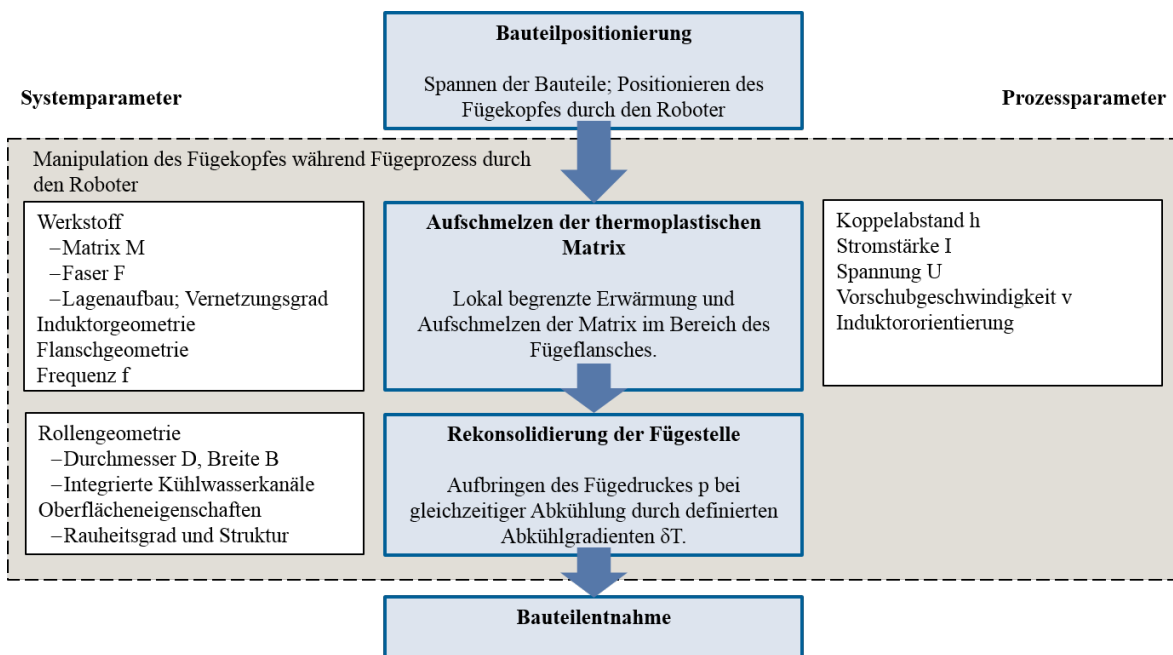 Bauteilpositionierung
Spannen der Bauteile; Positionieren des
Fügekopfes durch den Roboter
Systemparameter
Prozessparameter
Manipulation des Fügekopfes während Fügeprozess durch
den Roboter
Werkstoff
–Matrix M
–Faser F
–Lagenaufbau; Vernetzungsgrad
Induktorgeometrie
Flanschgeometrie
Frequenz f
Aufschmelzen der thermoplastischen
Matrix
Lokal begrenzte Erwärmung und
Aufschmelzen der Matrix im Bereich des
Fügeflansches.
Koppelabstand h
Stromstärke I
Spannung U
Vorschubgeschwindigkeit v
Induktororientierung
Rollengeometrie
–Durchmesser D, Breite B
–Integrierte Kühlwasserkanäle
Oberflächeneigenschaften
–Rauheitsgrad und Struktur
Rekonsolidierung der Fügestelle
Aufbringen des Fügedruckes p bei
gleichzeitiger Abkühlung durch definierten
Abkühlgradienten δT.
Bauteilentnahme